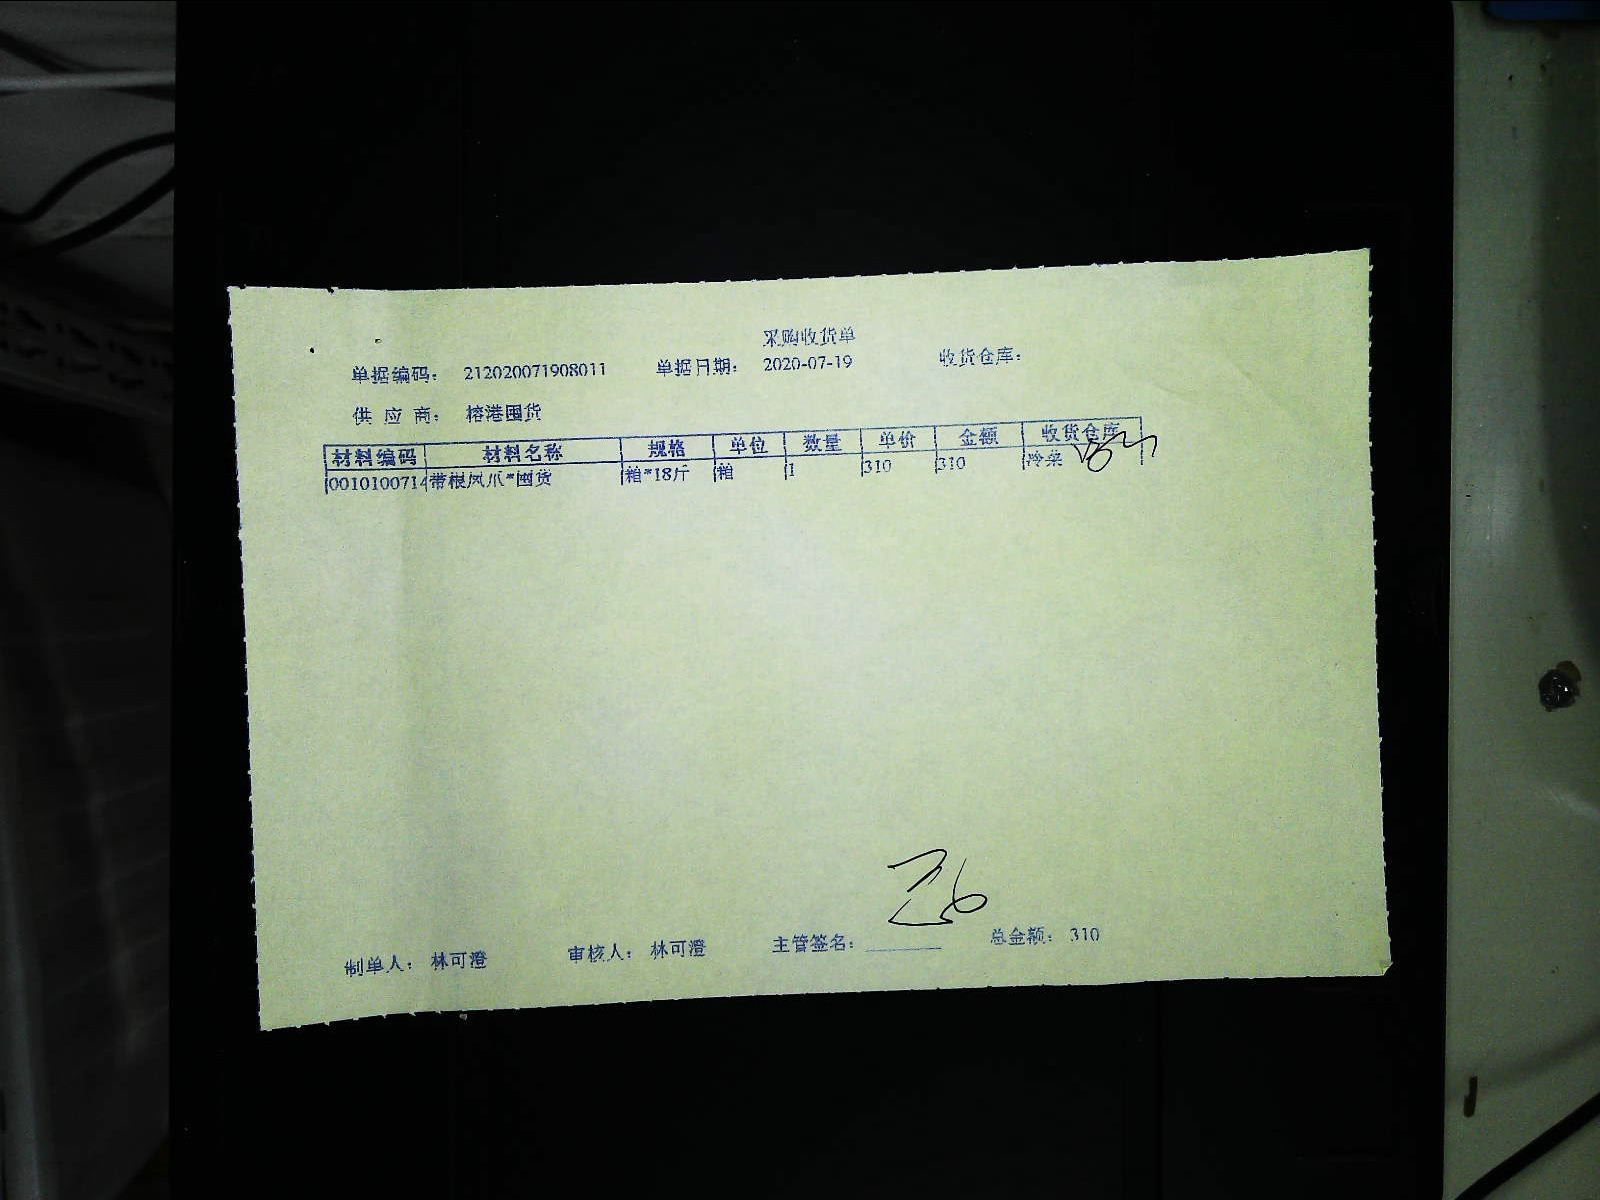 采购收货单
单据编码： 212020071908011 单据日期： 2020-07-19 收货仓库：
供 应 商： 榕港囤货
材料编码 材料名称 规格 单位 数量 单价 金额 收货仓库
0010100714 带根凤爪*囤货 箱*18斤 箱 1 310 310 冷菜
制单人： 林可澄 审核人： 林可澄 主管签名： 总金额： 310